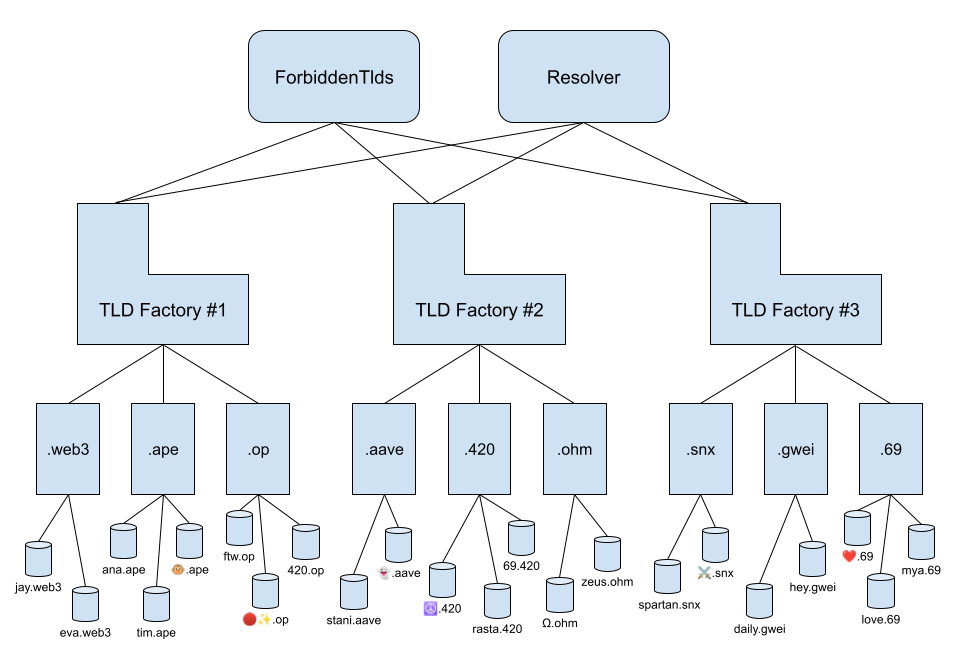 ForbiddenTlds
Resolver
TLD Factory #1
TLD Factory #2
TLD Factory #3
.web3
.ape
.op
.aave
.420
.ohm
.snx
.gwei
.69
jay.web3
eva.web3
ana.ape
tim.ape
🐵.ape
ftw.op
🔴✨.op
420.op
stani.aave
👻.aave
☮️.420
rasta.420
69.420
Ω.ohm
zeus.ohm
spartan.snx
⚔️.snx
daily.gwei
hey.gwei
❤️.69
love.69
mya.69